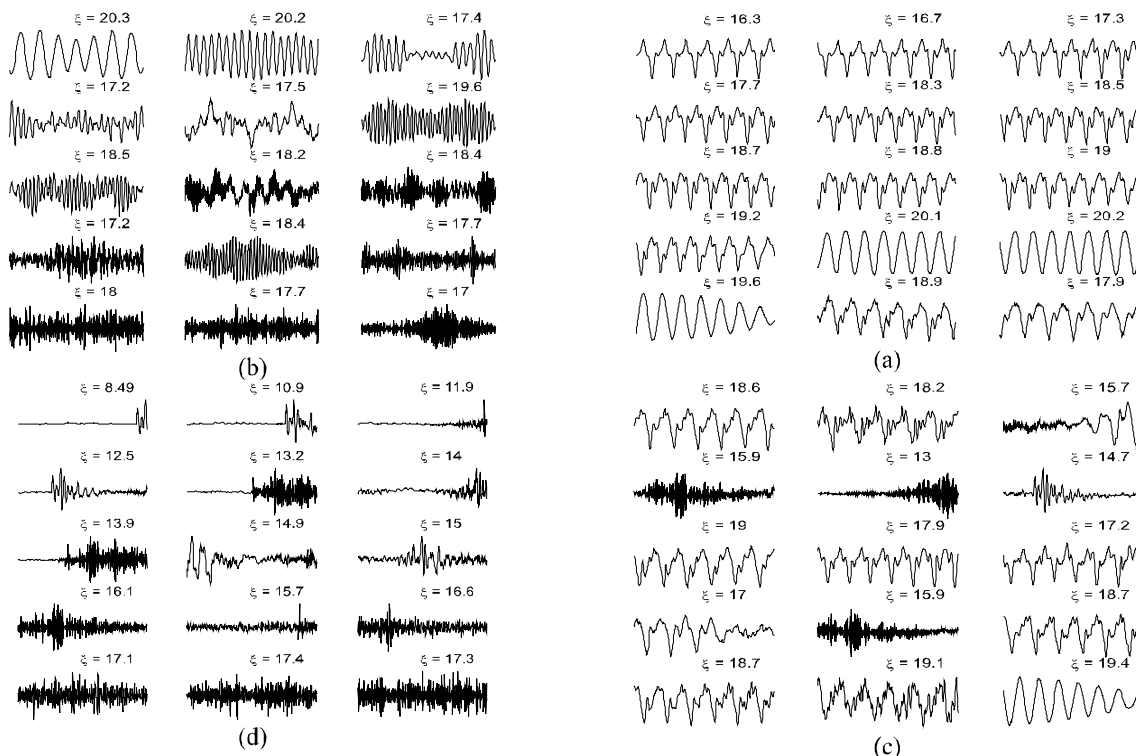 ξ = 20.3 ξ = 20.2 ξ = 17.4
ξ = 17.2 ξ = 17.5 ξ = 19.6
ξ = 18.5 ξ = 18.2 ξ = 18.4
ξ = 17.2 ξ = 18.4 ξ = 17.7
ξ = 18 ξ = 17.7 ξ = 17
(b)
ξ = 16.3 ξ = 16.7 ξ = 17.3
ξ = 17.7 ξ = 18.3 ξ = 18.5
ξ = 18.7 ξ = 18.8 ξ = 19
ξ = 19.2 ξ = 20.1 ξ = 20.2
ξ = 19.6 ξ = 18.9 ξ = 17.9
(a)
ξ = 8.49 ξ = 10.9 ξ = 11.9
ξ = 12.5 ξ = 13.2 ξ = 14
ξ = 13.9 ξ = 14.9 ξ = 15
ξ = 16.1 ξ = 15.7 ξ = 16.6
ξ = 17.1 ξ = 17.4 ξ = 17.3
(d)
ξ = 18.6 ξ = 18.2 ξ = 15.7
ξ = 15.9 ξ = 13 ξ = 14.7
ξ = 19 ξ = 17.9 ξ = 17.2
ξ = 17 ξ = 15.9 ξ = 18.7
ξ = 18.7 ξ = 19.1 ξ = 19.4
(c)